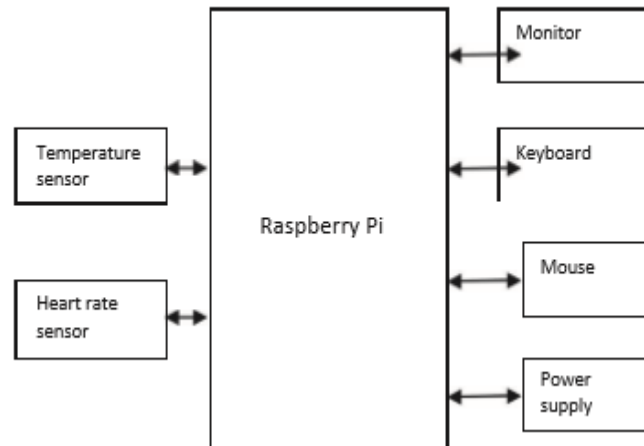 Monitor
Temperature
sensor
Keyboard
Raspberry Pi
Heart rate
sensor
Mouse
Power
supply